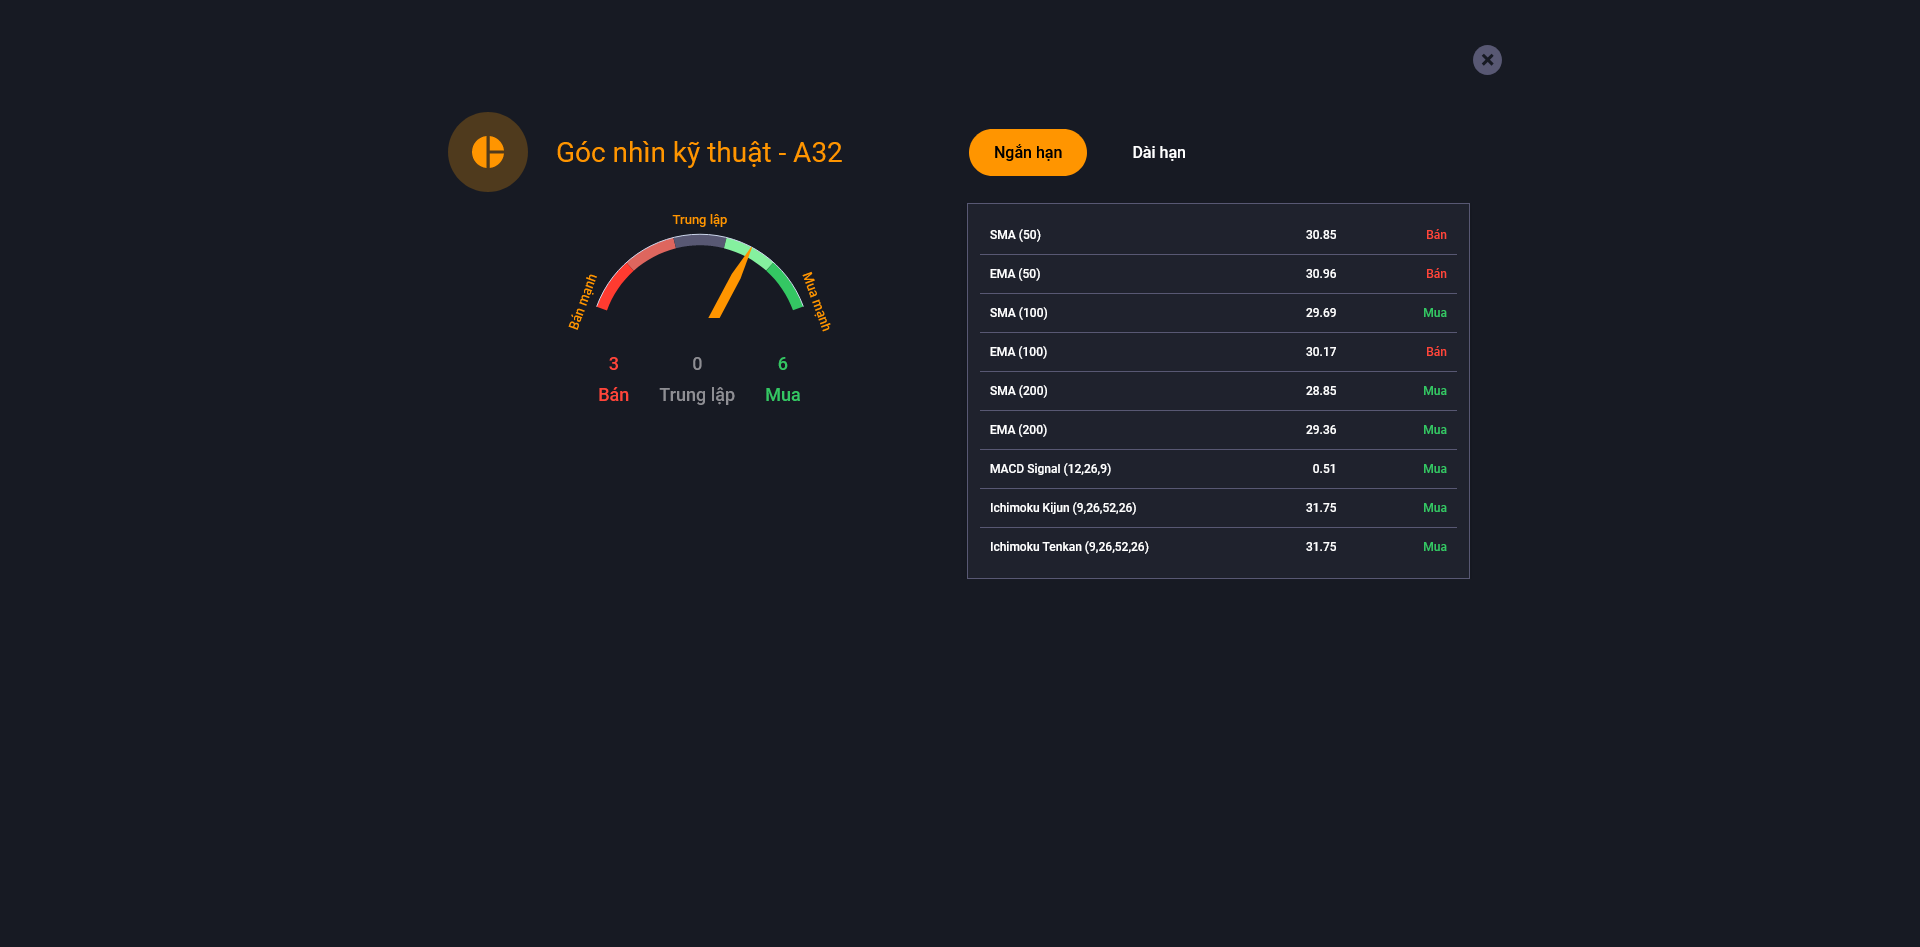 Góc nhìn kỹ thuật - A32
Trung lập
Bán mạnh
Mua mạnh
3 0 6
Bán Trung lập Mua
Ngắn hạn Dài hạn
SMA (50) 30.85 Bán
EMA (50) 30.96 Bán
SMA (100) 29.69 Mua
EMA (100) 30.17 Bán
SMA (200) 28.85 Mua
EMA (200) 29.36 Mua
MACD Signal (12,26,9) 0.51 Mua
Ichimoku Kijun (9,26,52,26) 31.75 Mua
Ichimoku Tenkan (9,26,52,26) 31.75 Mua